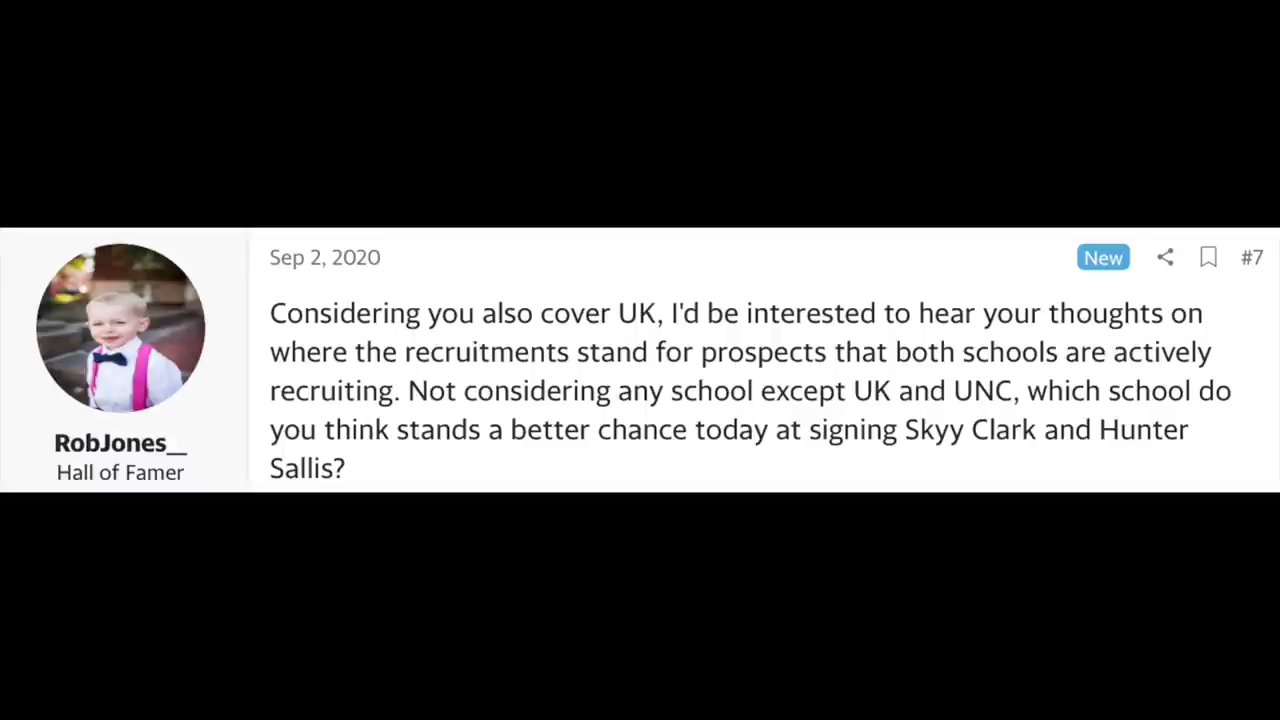 Sep 2, 2020
New
#7
Considering you also cover UK, I'd be interested to hear your thoughts on
where the recruitments stand for prospects that both schools are actively
recruiting. Not considering any school except UK and UNC, which school do
you think stands a better chance today at signing Skyy Clark and Hunter
Sallis?
RobJones__
Hall of Famer